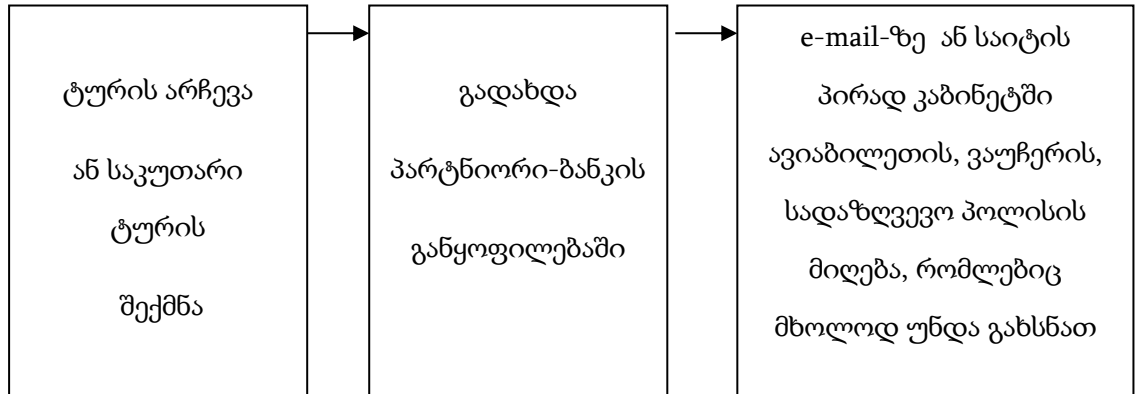 ტურის არჩევა
ან საკუთარი
ტურის
შექმნა
გადახდა
პარტნიორი-ბანკის
განყოფილებაში
e-mail-ზე ან საიტის
პირად კაბინეტში
ავიაბილეთის, ვაუჩერის,
სადაზღვევო პოლისის
მიღება, რომლებიც
მხოლოდ უნდა გახსნათ